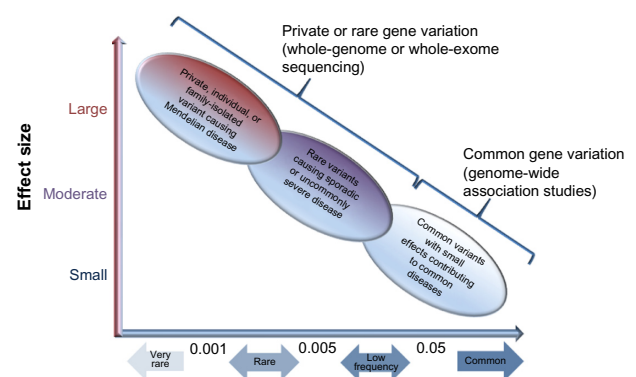 Private or rare gene variation
(whole-genome or whole-exome
sequencing)
Common gene variation
(genome-wide
association studies)
Effect size
Large
Moderate
Small
Private, individual, or
family-isolated
variant causing
Mendelian disease
Rare variants
causing sporadic
or uncommonly
severe disease
Common variants
with small
effects contributing
to common
diseases
Very
rare
0.001
Rare
0.005
Low
frequency
0.05
Common